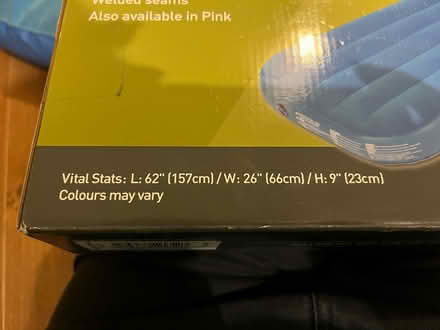 Welded seams
Also available in Pink
Vital Stats: L: 62" (157cm) / W: 26" (66cm) / H: 9" (23cm)
Colours may vary